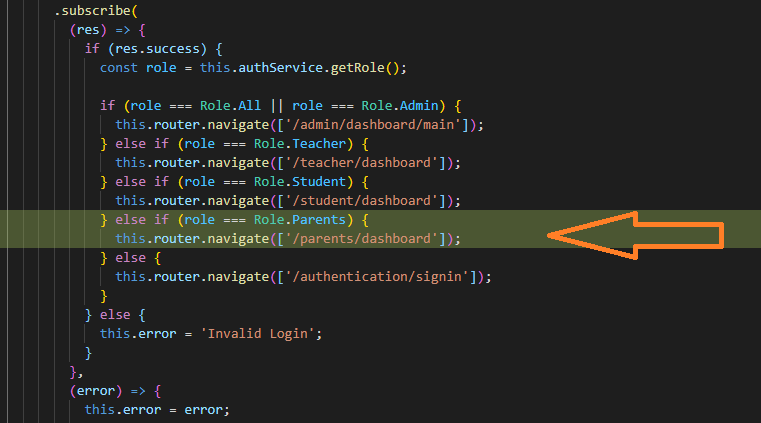 .subscribe(
(res) => {
if (res.success) {
const role = this.authService.getRole();
if (role === Role.All || role === Role.Admin) {
this.router.navigate(['/admin/dashboard/main']);
} else if (role === Role.Teacher) {
this.router.navigate(['/teacher/dashboard']);
} else if (role === Role.Student) {
this.router.navigate(['/student/dashboard']);
} else if (role === Role.Parents) {
this.router.navigate(['/parents/dashboard']);
} else {
this.router.navigate(['/authentication/signin']);
}
} else {
this.error = 'Invalid Login';
}
},
(error) => {
this.error = error;